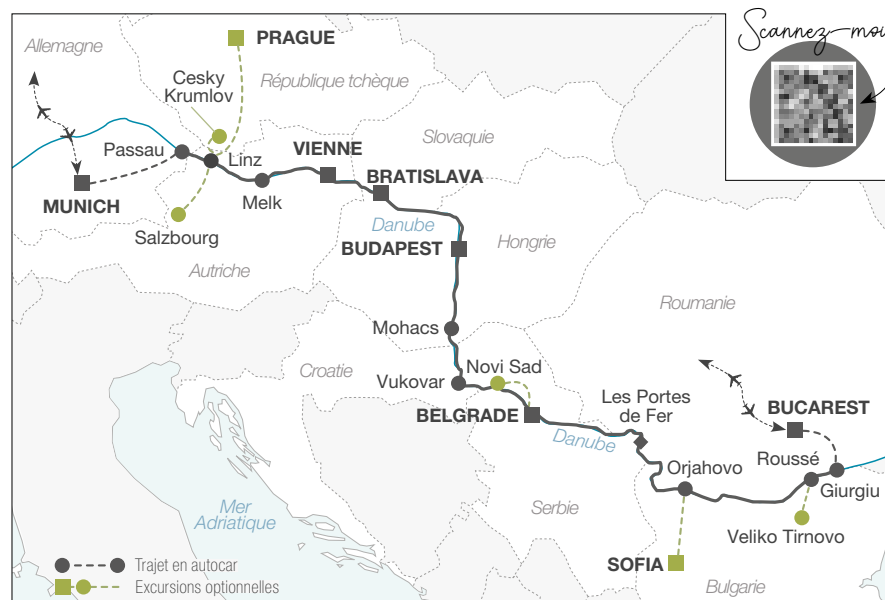 Allemagne
PRAGUE
Scannez-moi
Cesky
Krumlov
République tchèque
Slovaquie
Passau
Linz
VIENNE
BRATISLAVA
MUNICH
Melk
Danube
Salzbourg
Hongrie
BUDAPEST
Autriche
Roumanie
Mohacs
Croatie
Novi Sad
Vukovar
Les Portes
de Fer
BELGRADE
BUCAREST
Danube
Roussé
Orjahovo
Giurgiu
Mer
Adriatique
Serbie
Veliko Tirnovo
SOFIA
Trajet en autocar
Excursions optionnelles
Bulgarie